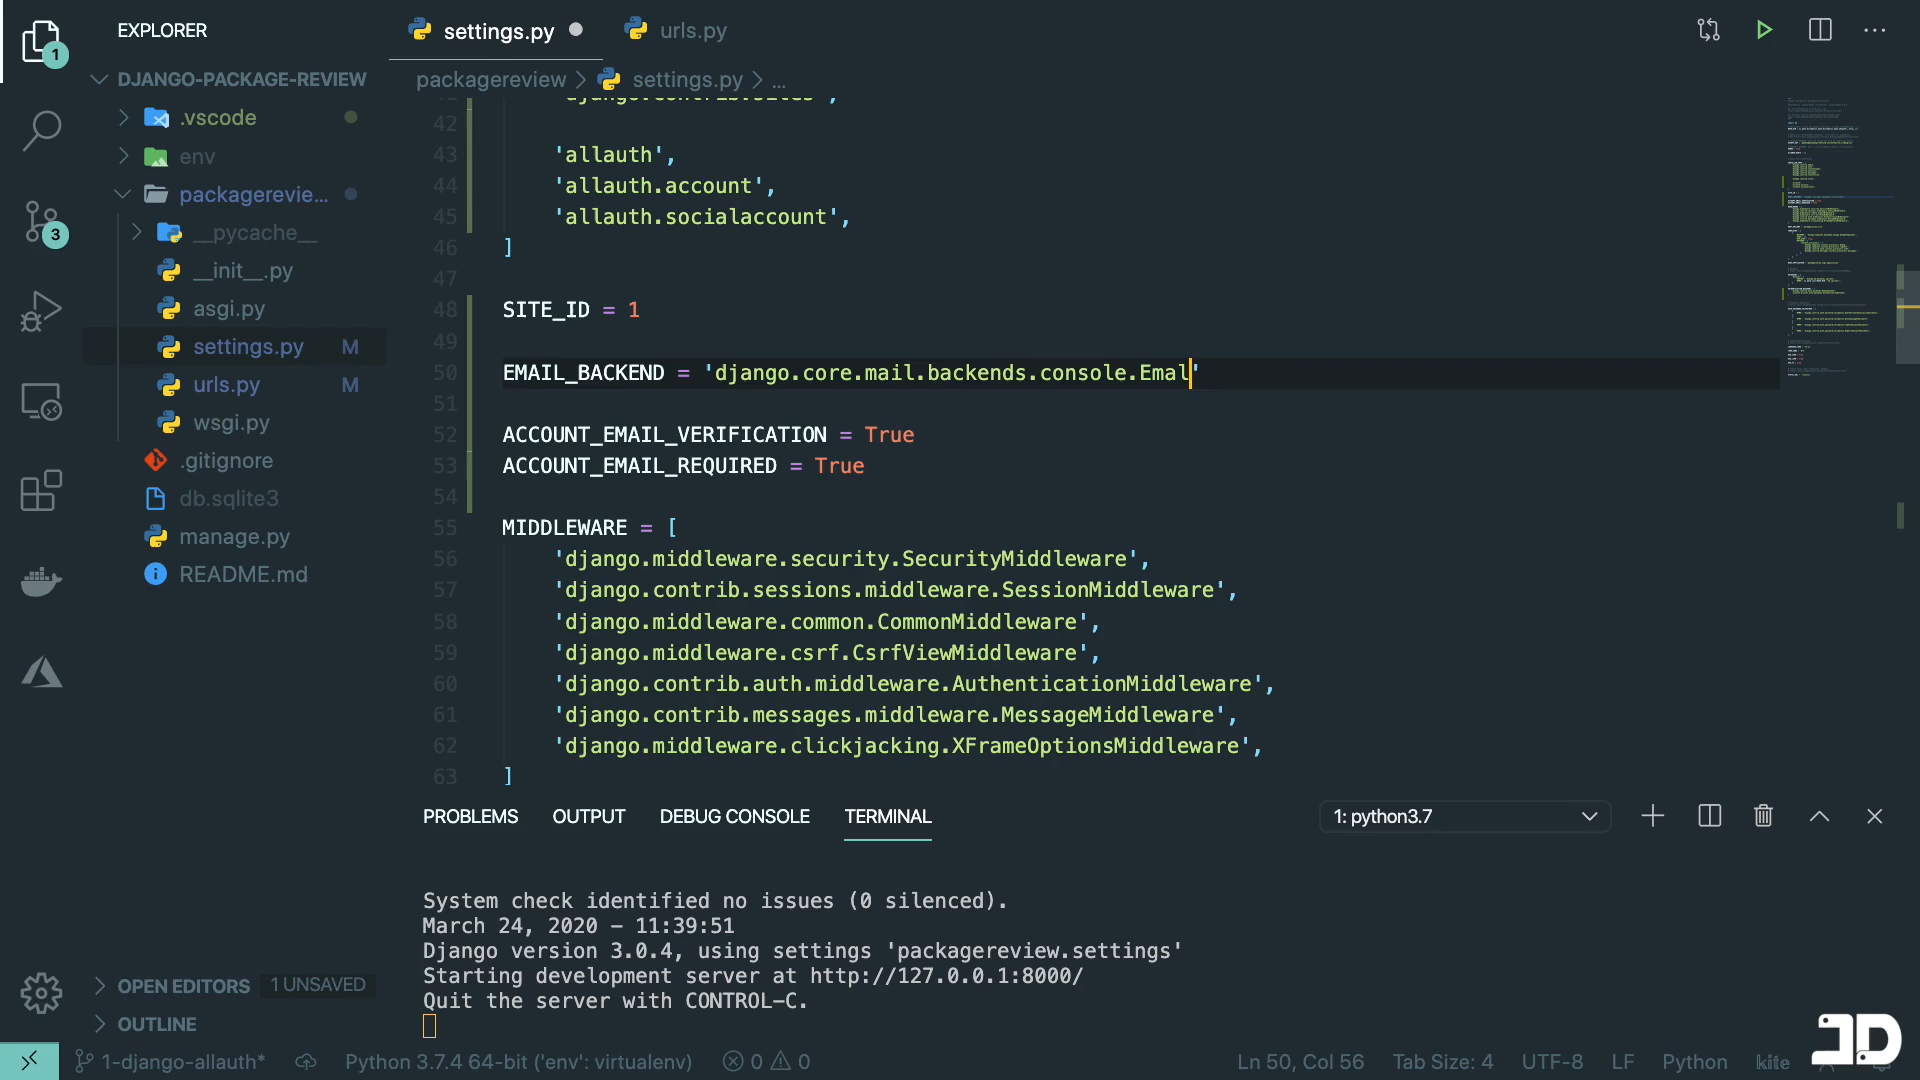 EXPLORER
settings.py
urls.py
1
DJANGO-PACKAGE-REVIEW
packagereview > settings.py > ...
.vscode
env
packagerevie...
__pycache__
__init__.py
asgi.py
settings.py M
urls.py M
wsgi.py
.gitignore
db.sqlite3
manage.py
README.md
3
'django.contrib.sites',
42
43 'allauth',
44 'allauth.account',
45 'allauth.socialaccount',
46 ]
47
48 SITE_ID = 1
49
50 EMAIL_BACKEND = 'django.core.mail.backends.console.Emal'
51
52 ACCOUNT_EMAIL_VERIFICATION = True
53 ACCOUNT_EMAIL_REQUIRED = True
54
55 MIDDLEWARE = [
56 'django.middleware.security.SecurityMiddleware',
57 'django.contrib.sessions.middleware.SessionMiddleware',
58 'django.middleware.common.CommonMiddleware',
59 'django.middleware.csrf.CsrfViewMiddleware',
60 'django.contrib.auth.middleware.AuthenticationMiddleware',
61 'django.contrib.messages.middleware.MessageMiddleware',
62 'django.middleware.clickjacking.XFrameOptionsMiddleware',
63 ]
PROBLEMS OUTPUT DEBUG CONSOLE TERMINAL 1: python3.7
System check identified no issues (0 silenced).
March 24, 2020 - 11:39:51
Django version 3.0.4, using settings 'packagereview.settings'
Starting development server at http://127.0.0.1:8000/
Quit the server with CONTROL-C.
OPEN EDITORS 1 UNSAVED
OUTLINE
1-django-allauth* Python 3.7.4 64-bit ('env': virtualenv) 0 0 Ln 50, Col 56 Tab Size: 4 UTF-8 LF Python kite
JD